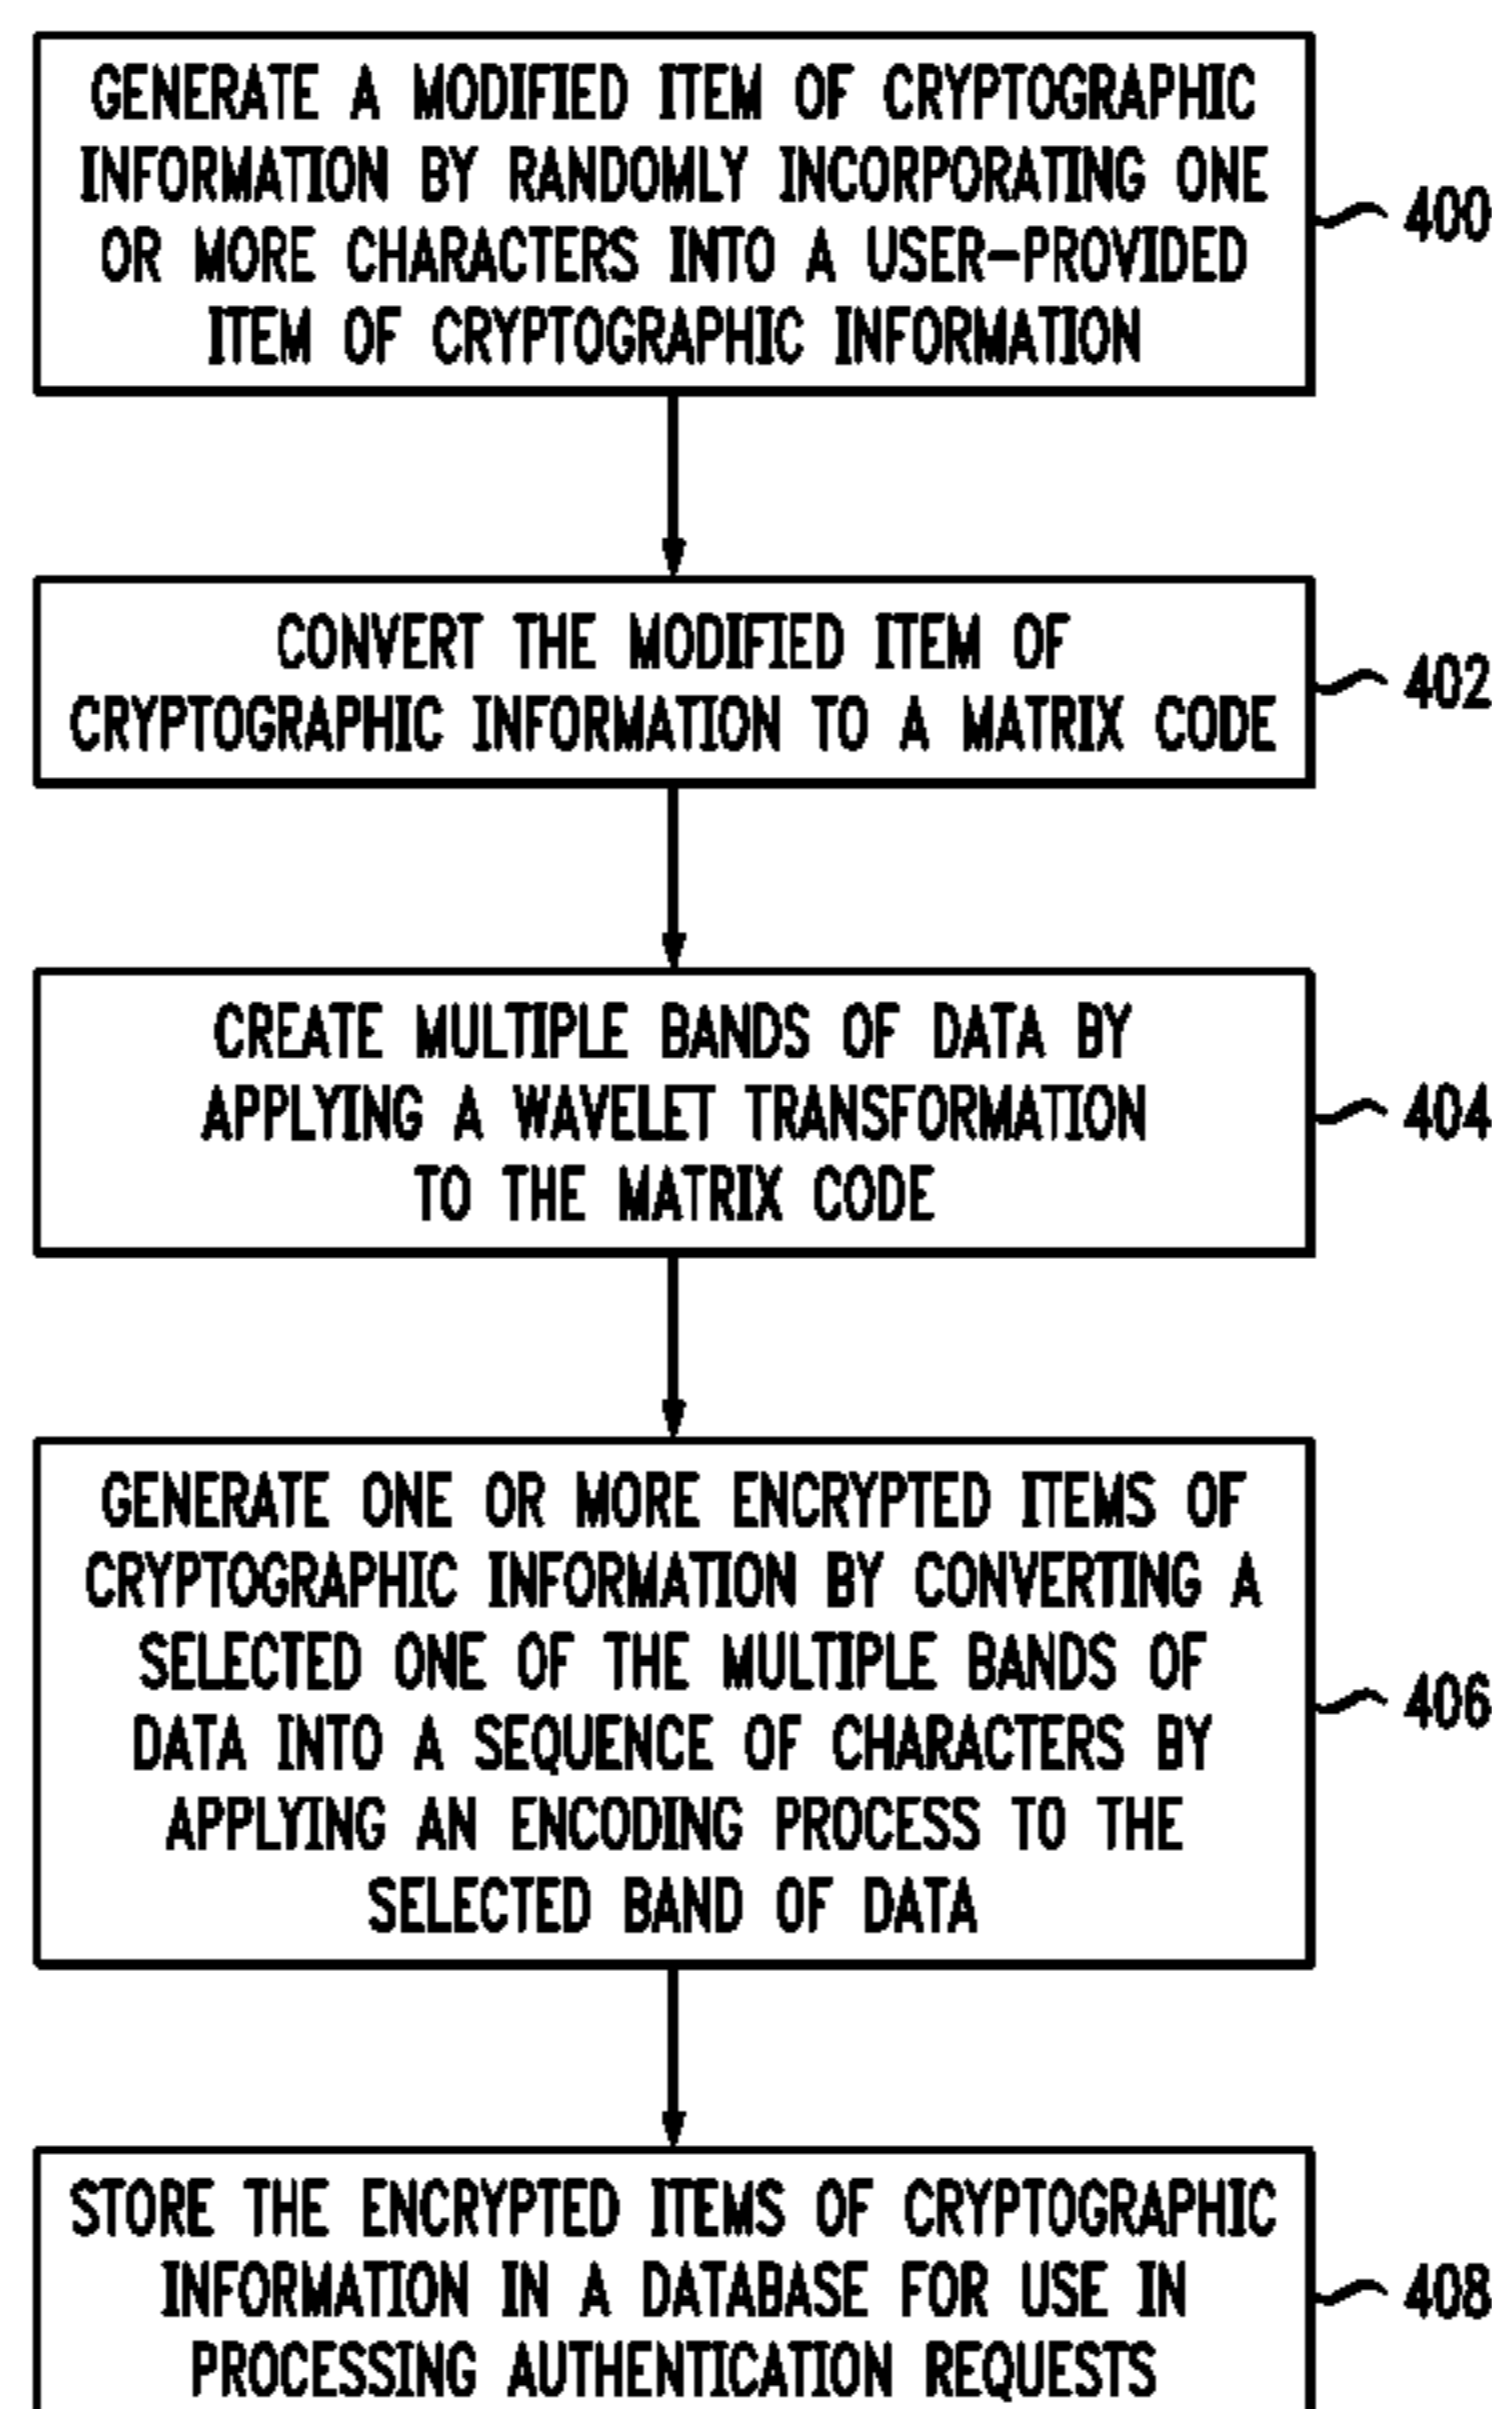 GENERATE A MODIFIED ITEM OF CRYPTOGRAPHIC
INFORMATION BY RANDOMLY INCORPORATING ONE
OR MORE CHARACTERS INTO A USER-PROVIDED
ITEM OF CRYPTOGRAPHIC INFORMATION
400
CONVERT THE MODIFIED ITEM OF
CRYPTOGRAPHIC INFORMATION TO A MATRIX CODE
402
CREATE MULTIPLE BANDS OF DATA BY
APPLYING A WAVELET TRANSFORMATION
TO THE MATRIX CODE
404
GENERATE ONE OR MORE ENCRYPTED ITEMS OF
CRYPTOGRAPHIC INFORMATION BY CONVERTING A
SELECTED ONE OF THE MULTIPLE BANDS OF
DATA INTO A SEQUENCE OF CHARACTERS BY
APPLYING AN ENCODING PROCESS TO THE
SELECTED BAND OF DATA
406
STORE THE ENCRYPTED ITEMS OF CRYPTOGRAPHIC
INFORMATION IN A DATABASE FOR USE IN
PROCESSING AUTHENTICATION REQUESTS
408